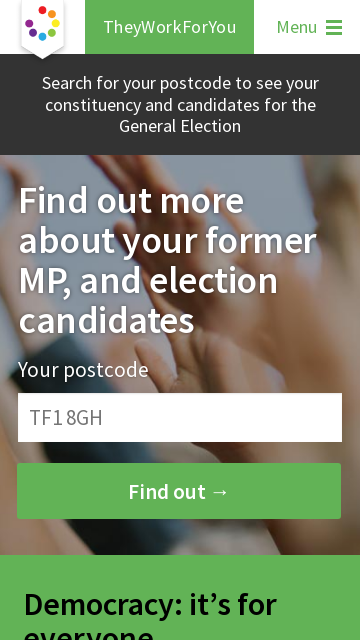 TheyWorkForYou
Menu
Search for your postcode to see your
constituency and candidates for the
General Election
Find out more
about your former
MP, and election
candidates
Your postcode
TF1 8GH
Find out →
Democracy: it’s for
everyone